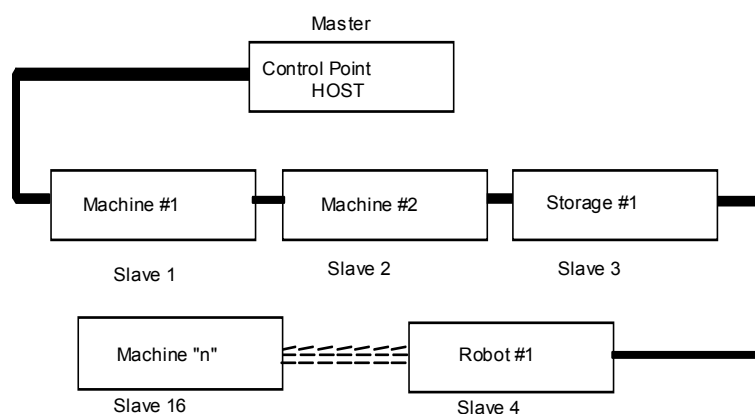 Master
Control Point
HOST
Machine #1
Machine #2
Storage #1
Slave 1
Slave 2
Slave 3
Machine "n"
Robot #1
Slave 16
Slave 4